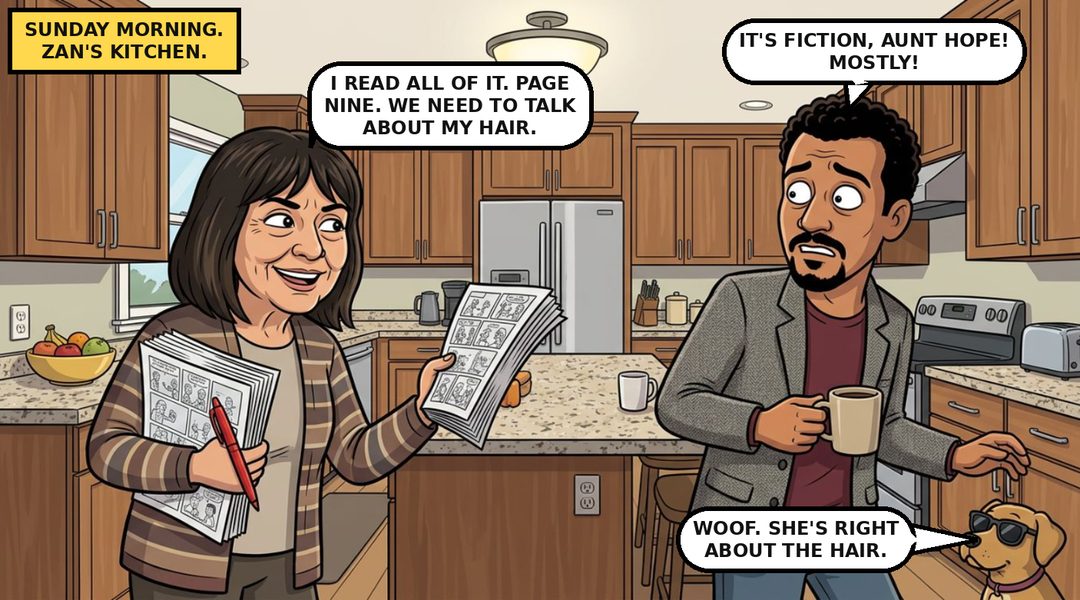 SUNDAY MORNING.
ZAN'S KITCHEN.
I READ ALL OF IT. PAGE
NINE. WE NEED TO TALK
ABOUT MY HAIR.
IT'S FICTION, AUNT HOPE!
MOSTLY!
WOOF. SHE'S RIGHT
ABOUT THE HAIR.